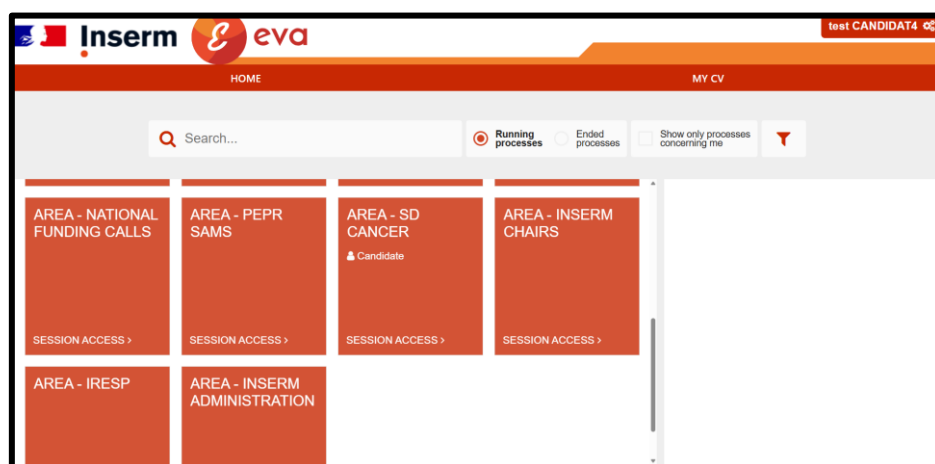 Inserm
eva
test CANDIDAT4
HOME
MY CV
Search...
Running
processes
Ended
processes
Show only processes
concerning me
AREA - NATIONAL
FUNDING CALLS
SESSION ACCESS >
AREA - PEPR
SAMS
SESSION ACCESS >
AREA - SD
CANCER
Candidate
SESSION ACCESS >
AREA - INSERM
CHAIRS
SESSION ACCESS >
AREA - IRESP
AREA - INSERM
ADMINISTRATION